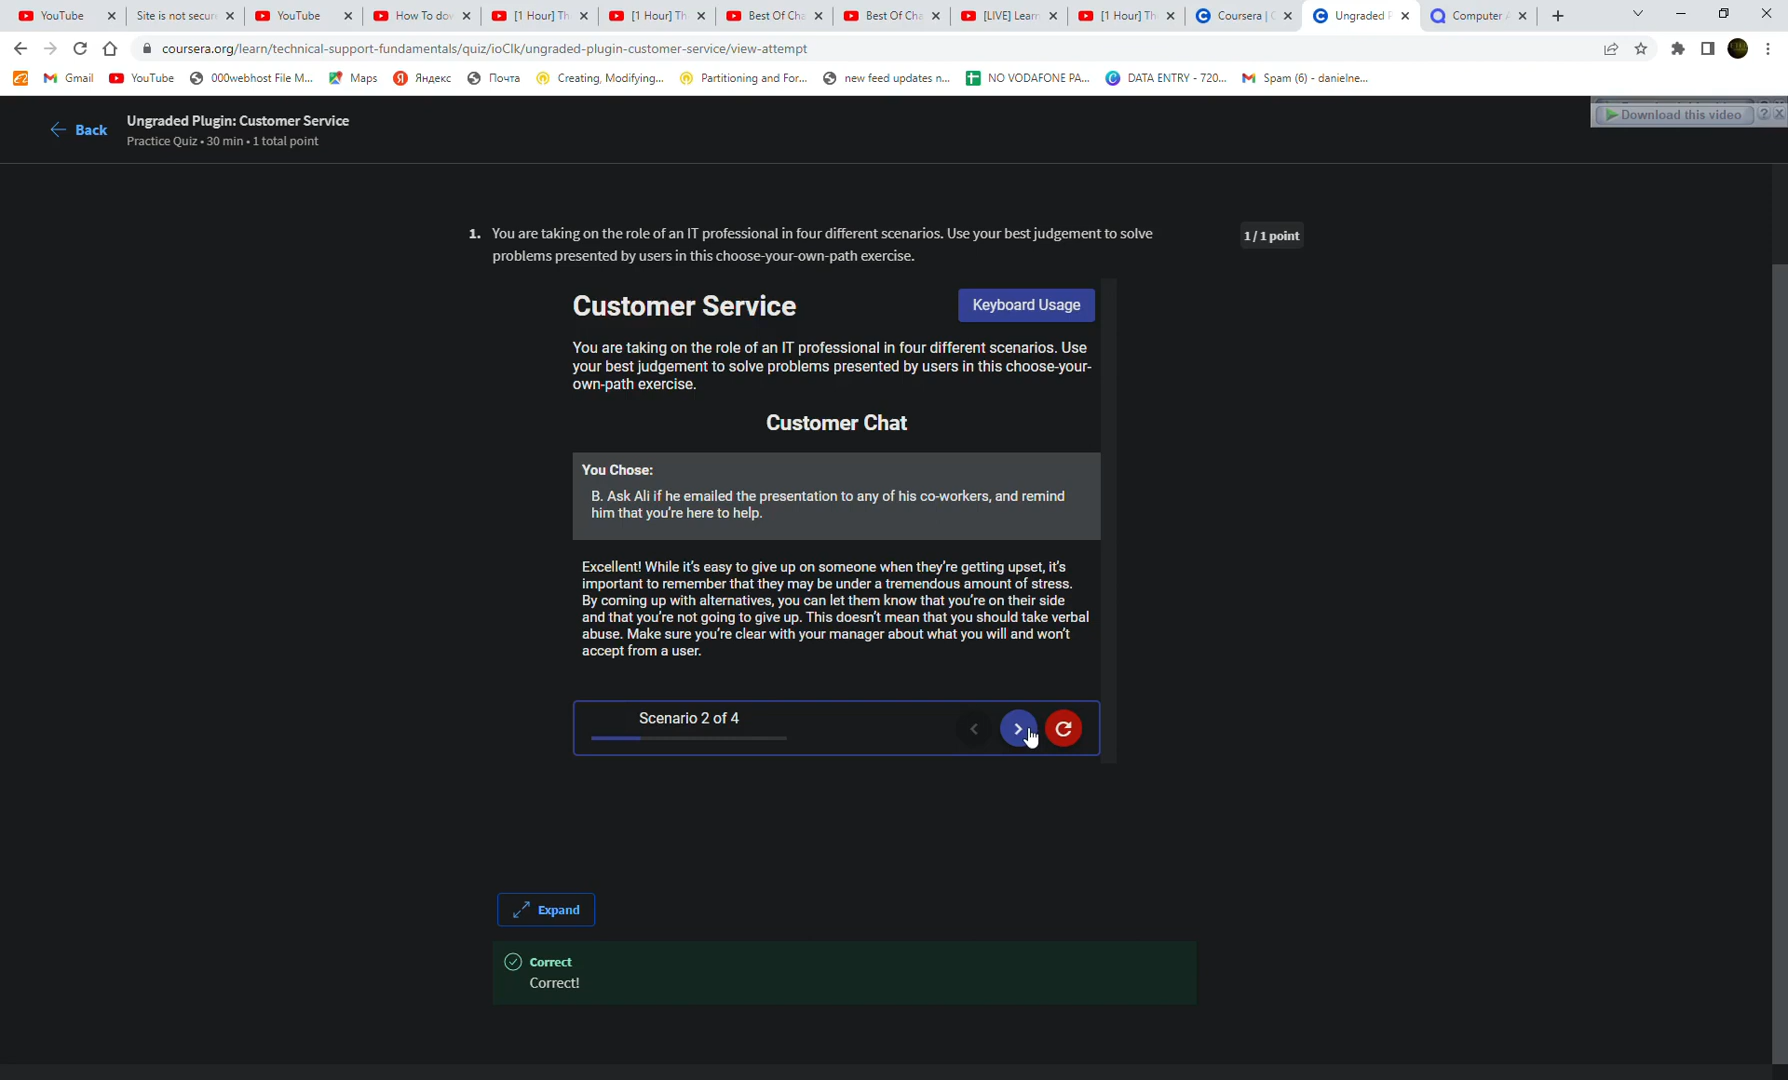 YouTube
Site is not secur
YouTube
How To do
[1 Hour] Th
[1 Hour] Th
Best Of Cha
Best Of Ch
[LIVE] Learn
[1 Hour] Th
Coursera |
Ungraded P
Computer
coursera.org/learn/technical-support-fundamentals/quiz/ioClk/ungraded-plugin-customer-service/view-attempt
Gmail
YouTube
000webhost File M...
Maps
Яндекс
Почта
Creating, Modifying...
Partitioning and For...
new feed updates n...
NO VODAFONE PA...
DATA ENTRY - 720...
Spam (6) - danielne...
Back
Ungraded Plugin: Customer Service
Practice Quiz • 30 min • 1 total point
Download this video
1. You are taking on the role of an IT professional in four different scenarios. Use your best judgement to solve
problems presented by users in this choose-your-own-path exercise.
1 / 1 point
Customer Service
Keyboard Usage
You are taking on the role of an IT professional in four different scenarios. Use
your best judgement to solve problems presented by users in this choose-your-
own-path exercise.
Customer Chat
You Chose:
B. Ask Ali if he emailed the presentation to any of his co-workers, and remind
him that you're here to help.
Excellent! While it's easy to give up on someone when they're getting upset, it's
important to remember that they may be under a tremendous amount of stress.
By coming up with alternatives, you can let them know that you're on their side
and that you're not going to give up. This doesn't mean that you should take verbal
abuse. Make sure you're clear with your manager about what you will and won't
accept from a user.
Scenario 2 of 4
Expand
Correct
Correct!